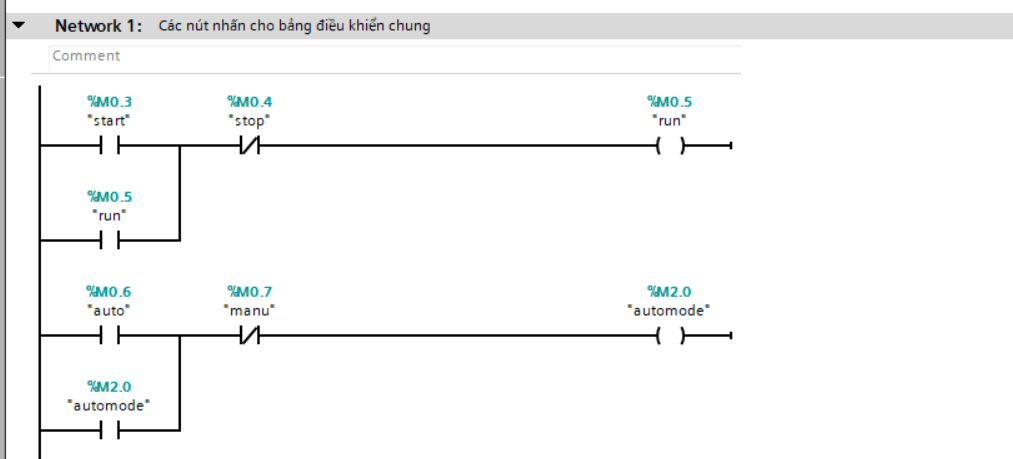 Network 1: Các nút nhấn cho bảng điều khiển chung
Comment
%M0.3 %M0.4 %M0.5
"start" "stop" "run"
%M0.5
"run"
%M0.6 %M0.7 %M2.0
"auto" "manu" "automode"
%M2.0
"automode"